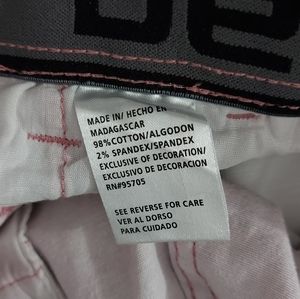 DE
MADE IN/ HECHO EN
MADAGASCAR
98%COTTON/ALGODON
2% SPANDEX/SPANDEX
EXCLUSIVE OF DECORATION/
EXCLUSIVO DE DECORACION
RN#95705
SEE REVERSE FOR CARE
VER AL DORSO
PARA CUIDADO